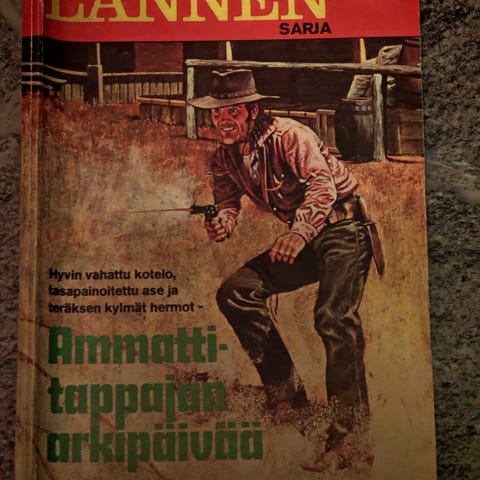 LÄNNEN
SARJA
Hyvin vahattu kotelo,
tasapainoitettu ase ja
teräksen kylmät hermot -
Ammatti-
tappajan
arkipäivää